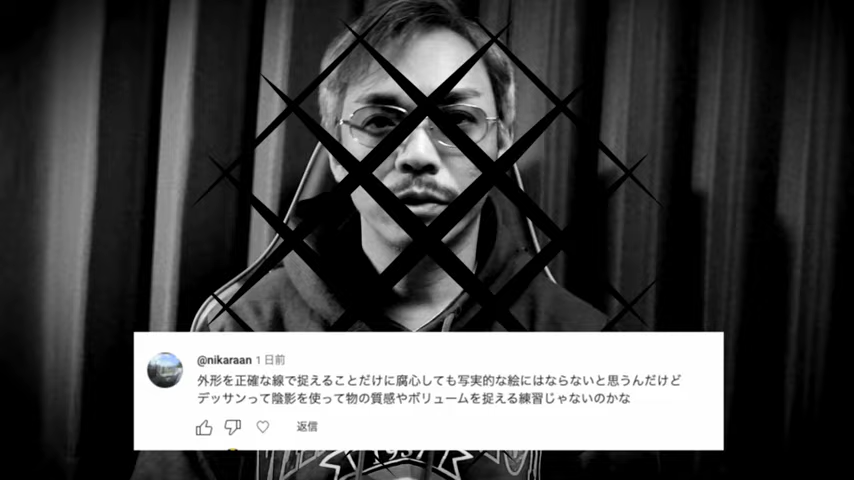 @nikaraan 1 日前
外形を正確な線で捉えることだけに腐心しても写実的な絵にはならないと思うんだけど
デッサンって陰影を使って物の質感やボリュームを捉える練習じゃないのかな
返信
1937